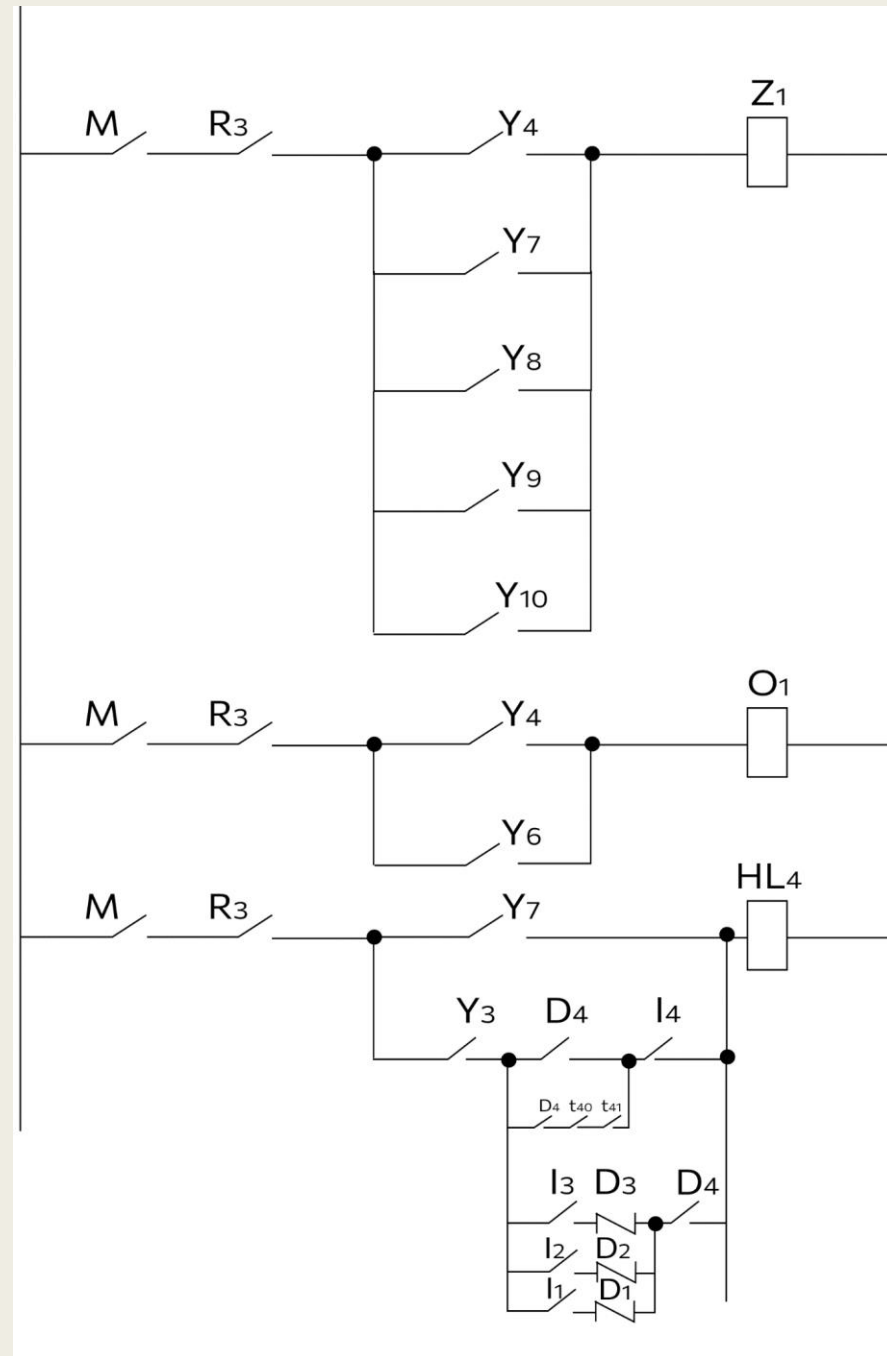 Z1
M R3 Y4
Y7
Y8
Y9
Y10
O1
M R3 Y4
Y6
HL4
M R3 Y7
Y3 D4 I4
D4 t40 t41
I3 D3 D4
I2 D2
I1 D1